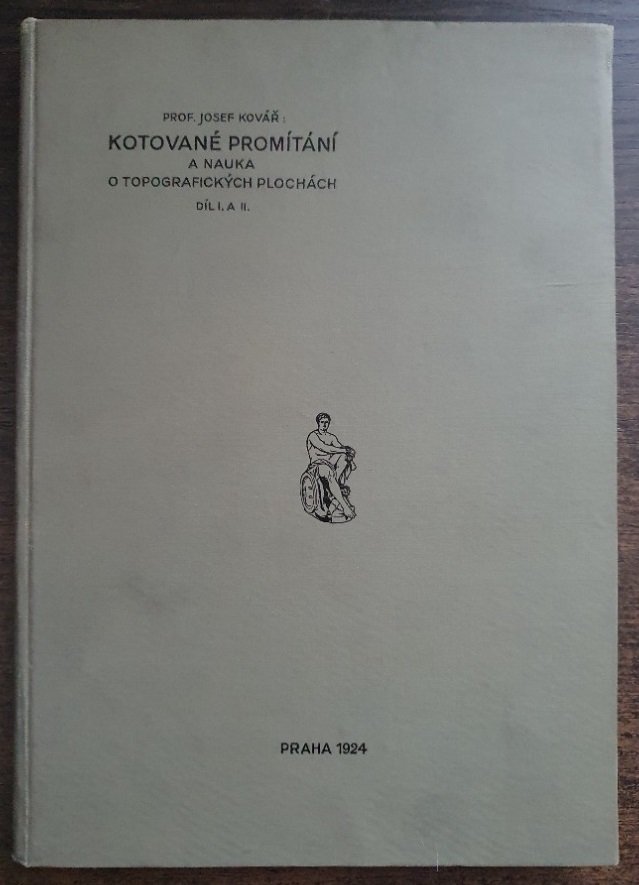 PROF. JOSEF KOVÁŘ:
KOTOVANÉ PROMÍTÁNÍ
A NAUKA
O TOPOGRAFICKÝCH PLOCHÁCH
DÍL I. A II.
PRAHA 1924